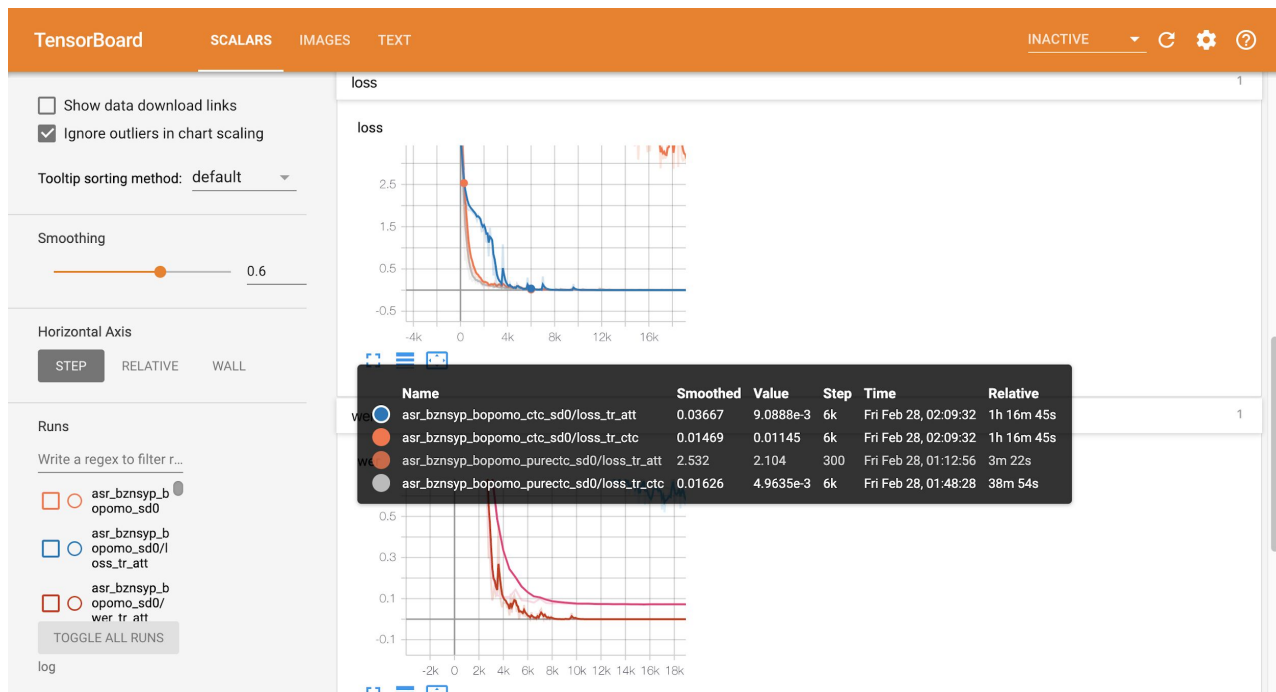 TensorBoard SCALARS IMAGES TEXT INACTIVE
Show data download links
Ignore outliers in chart scaling
Tooltip sorting method: default
Smoothing
0.6
Horizontal Axis
STEP RELATIVE WALL
Runs
Write a regex to filter r...
asr_bznsyp_b
opomo_sd0
asr_bznsyp_b
opomo_sd0/l
oss_tr_att
asr_bznsyp_b
opomo_sd0/
wer_tr_att
TOGGLE ALL RUNS
log
loss 1
loss
2.5
1.5
0.5
-0.5
-4k 0 4k 8k 12k 16k
Name Smoothed Value Step Time Relative
asr_bznsyp_bopomo_ctc_sd0/loss_tr_att 0.03667 9.0888e-3 6k Fri Feb 28, 02:09:32 1h 16m 45s
asr_bznsyp_bopomo_ctc_sd0/loss_tr_ctc 0.01469 0.01145 6k Fri Feb 28, 02:09:32 1h 16m 45s
asr_bznsyp_bopomo_purectc_sd0/loss_tr_att 2.532 2.104 300 Fri Feb 28, 01:12:56 3m 22s
asr_bznsyp_bopomo_purectc_sd0/loss_tr_ctc 0.01626 4.9635e-3 6k Fri Feb 28, 01:48:28 38m 54s
1
0.5
0.3
0.1
-0.1
-2k 0 2k 4k 6k 8k 10k 12k 14k 16k 18k